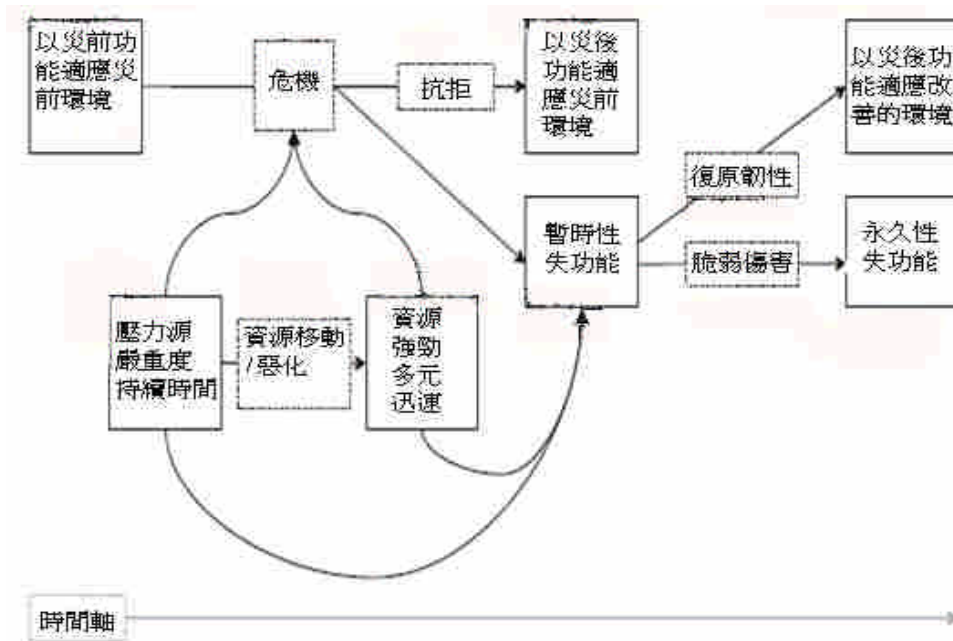 以災前功
能適應災
前環境
危機
抗拒
以災後
功能適
應災前
環境
以災後功
能適應改
善的環境
復原韌性
暫時性
失功能
脆弱傷害
永久性
失功能
壓力源
嚴重度
持續時間
資源移動
/惡化
資源
強勁
多元
迅速
時間軸